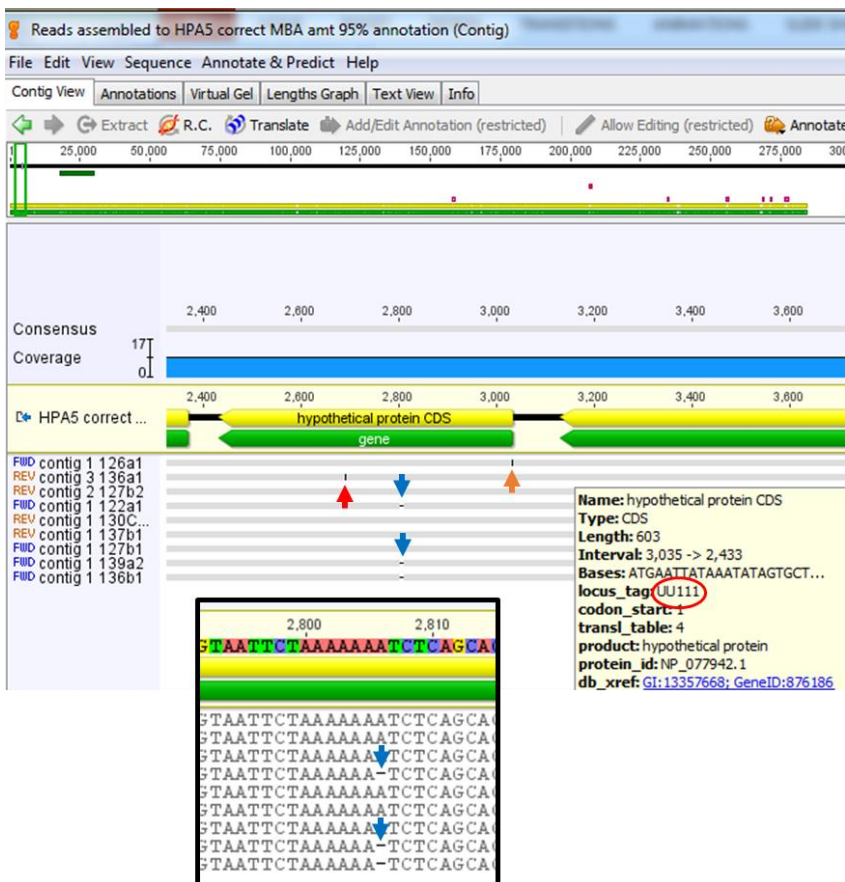 Reads assembled to HPA5 correct MBA amt 95% annotation (Contig)
File Edit View Sequence Annotate & Predict Help
Contig View Annotations Virtual Gel Lengths Graph Text View Info
Extract R.C. Translate Add/Edit Annotation (restricted) Allow Editing (restricted) Annotate
25,000 50,000 75,000 100,000 125,000 150,000 175,000 200,000 225,000 250,000 275,000 300
2,400 2,600 2,800 3,000 3,200 3,400 3,600
Consensus
17
Coverage
0
2,400 2,600 2,800 3,000 3,200 3,400 3,600
HPA5 correct ... hypothetical protein CDS
gene
FWD contig 1 126a1
REV contig 3 136a1
REV contig 2 127b2
FWD contig 1 122a1
REV contig 1 130C...
REV contig 1 137b1
FWD contig 1 127b1
FWD contig 1 139a2
FWD contig 1 136b1
Name: hypothetical protein CDS
Type: CDS
Length: 603
Interval: 3,035 -> 2,433
Bases: ATGAATTATAAATATAGTGCT...
locus_tag: UU111
codon_start: 1
transl_table: 4
product: hypothetical protein
protein_id: NP_077942.1
db_xref: GI:13357668; GeneID:876186
2,800 2,810
GTAATTCTAAAAAAATCTCAGCA
GTAATTCTAAAAAAATCTCAGCA
GTAATTCTAAAAAAATCTCAGCA
GTAATTCTAAAAAA TCTCAGCA
GTAATTCTAAAAAA-TCTCAGCA
GTAATTCTAAAAAAATCTCAGCA
GTAATTCTAAAAAAATCTCAGCA
GTAATTCTAAAAAA TCTCAGCA
GTAATTCTAAAAAA-TCTCAGCA
GTAATTCTAAAAAA-TCTCAGCA